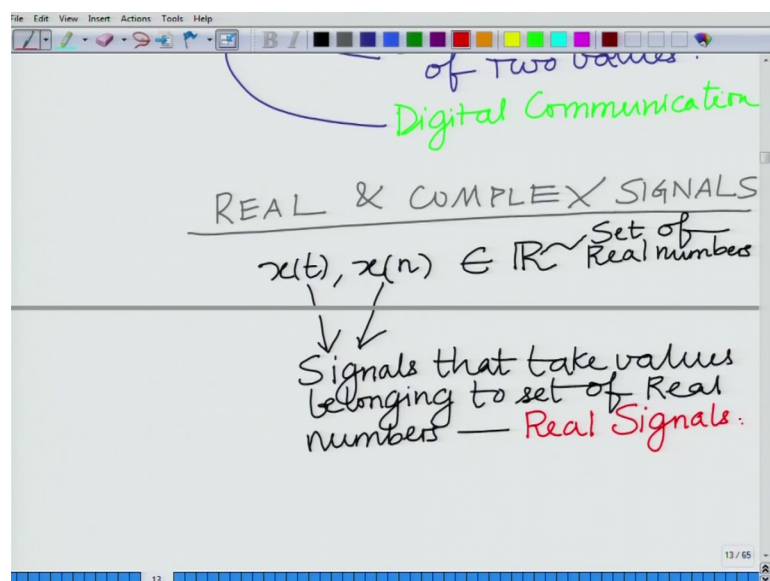 File Edit View Insert Actions Tools Help
B I
of Two values.
Digital Communication
REAL & COMPLEX SIGNALS
x(t), x(n) ∈ ℝ ~ Set of
Real numbers
Signals that take values
belonging to set of Real
numbers — Real Signals.
13 / 65
13